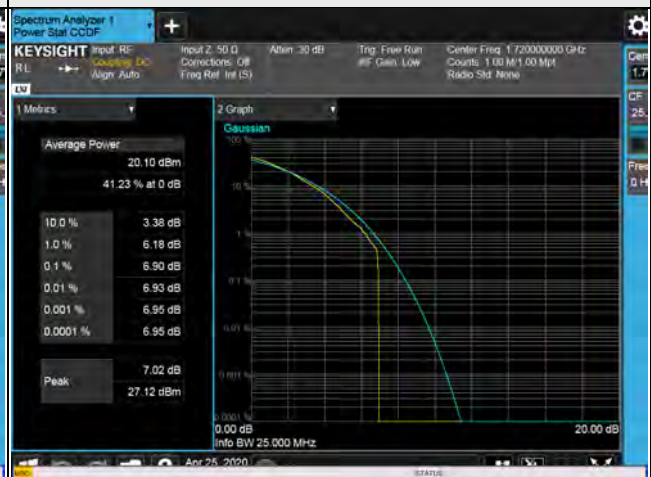 Spectrum Analyzer 1
Power Stat CCDF
KEYSIGHT
Input: RF
Input Z: 50 Ω
Atten: 30 dB
Trig: Free Run
Center Freq: 1.720000000 GHz
RL
Coupling: DC
Corrections: Off
#IF Gain: Low
Counts: 1.00 M/1.00 Mpt
Align: Auto
Freq Ref: Int (S)
Radio Std: None
LW
1 Metrics
2 Graph
Average Power
20.10 dBm
41.23 % at 0 dB
10.0 % 3.38 dB
1.0 % 6.18 dB
0.1 % 6.90 dB
0.01 % 6.93 dB
0.001 % 6.95 dB
0.0001 % 6.95 dB
Peak
7.02 dB
27.12 dBm
Gaussian
100 %
10 %
1 %
0.1 %
0.01 %
0.001 %
0.0001 %
0.00 dB
20.00 dB
Info BW 25.000 MHz
Apr 25, 2020
MSG
STATUS
CF
25.